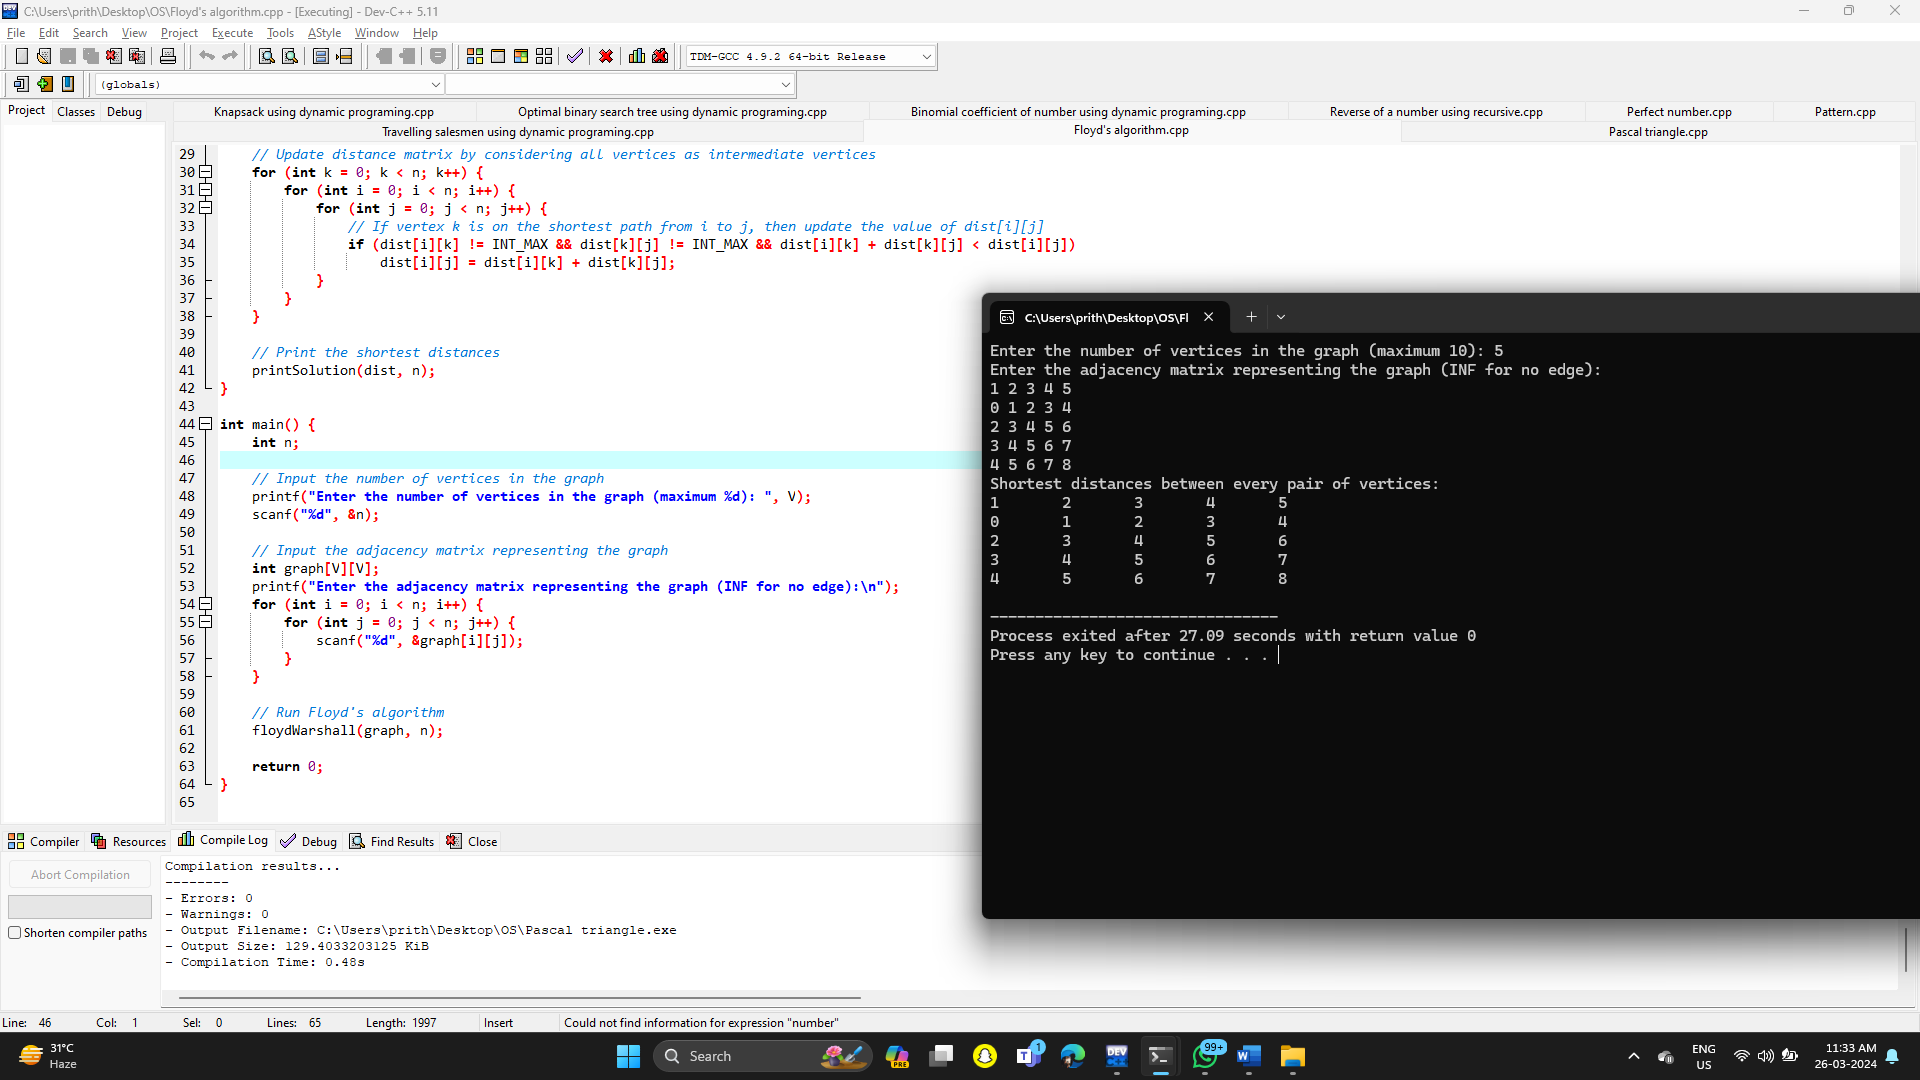 C:\Users\prith\Desktop\OS\Floyd's algorithm.cpp - [Executing] - Dev-C++ 5.11
File Edit Search View Project Execute Tools AStyle Window Help
TDM-GCC 4.9.2 64-bit Release
(globals)
Project Classes Debug
Knapsack using dynamic programing.cpp Optimal binary search tree using dynamic programing.cpp Binomial coefficient of number using dynamic programing.cpp Reverse of a number using recursive.cpp Perfect number.cpp Pattern.cpp
Travelling salesmen using dynamic programing.cpp Floyd's algorithm.cpp Pascal triangle.cpp
29 // Update distance matrix by considering all vertices as intermediate vertices
30 for (int k = 0; k < n; k++) {
31 for (int i = 0; i < n; i++) {
32 for (int j = 0; j < n; j++) {
33 // If vertex k is on the shortest path from i to j, then update the value of dist[i][j]
34 if (dist[i][k] != INT_MAX && dist[k][j] != INT_MAX && dist[i][k] + dist[k][j] < dist[i][j])
35 dist[i][j] = dist[i][k] + dist[k][j];
36 }
37 }
38 }
39
40 // Print the shortest distances
41 printSolution(dist, n);
42 }
43
44 int main() {
45 int n;
46
47 // Input the number of vertices in the graph
48 printf("Enter the number of vertices in the graph (maximum %d): ", V);
49 scanf("%d", &n);
50
51 // Input the adjacency matrix representing the graph
52 int graph[V][V];
53 printf("Enter the adjacency matrix representing the graph (INF for no edge):\n");
54 for (int i = 0; i < n; i++) {
55 for (int j = 0; j < n; j++) {
56 scanf("%d", &graph[i][j]);
57 }
58 }
59
60 // Run Floyd's algorithm
61 floydWarshall(graph, n);
62
63 return 0;
64 }
65
C:\Users\prith\Desktop\OS\Fl
Enter the number of vertices in the graph (maximum 10): 5
Enter the adjacency matrix representing the graph (INF for no edge):
1 2 3 4 5
0 1 2 3 4
2 3 4 5 6
3 4 5 6 7
4 5 6 7 8
Shortest distances between every pair of vertices:
1 2 3 4 5
0 1 2 3 4
2 3 4 5 6
3 4 5 6 7
4 5 6 7 8
--------------------------------
Process exited after 27.09 seconds with return value 0
Press any key to continue . . .
Compiler Resources Compile Log Debug Find Results Close
Abort Compilation
Shorten compiler paths
Compilation results...
--------
- Errors: 0
- Warnings: 0
- Output Filename: C:\Users\prith\Desktop\OS\Pascal triangle.exe
- Output Size: 129.4033203125 KiB
- Compilation Time: 0.48s
Line: 46 Col: 1 Sel: 0 Lines: 65 Length: 1997 Insert Could not find information for expression "number"
31°C
Haze
Search
PRE
1
DEV
99+
ENG
US
11:33 AM
26-03-2024